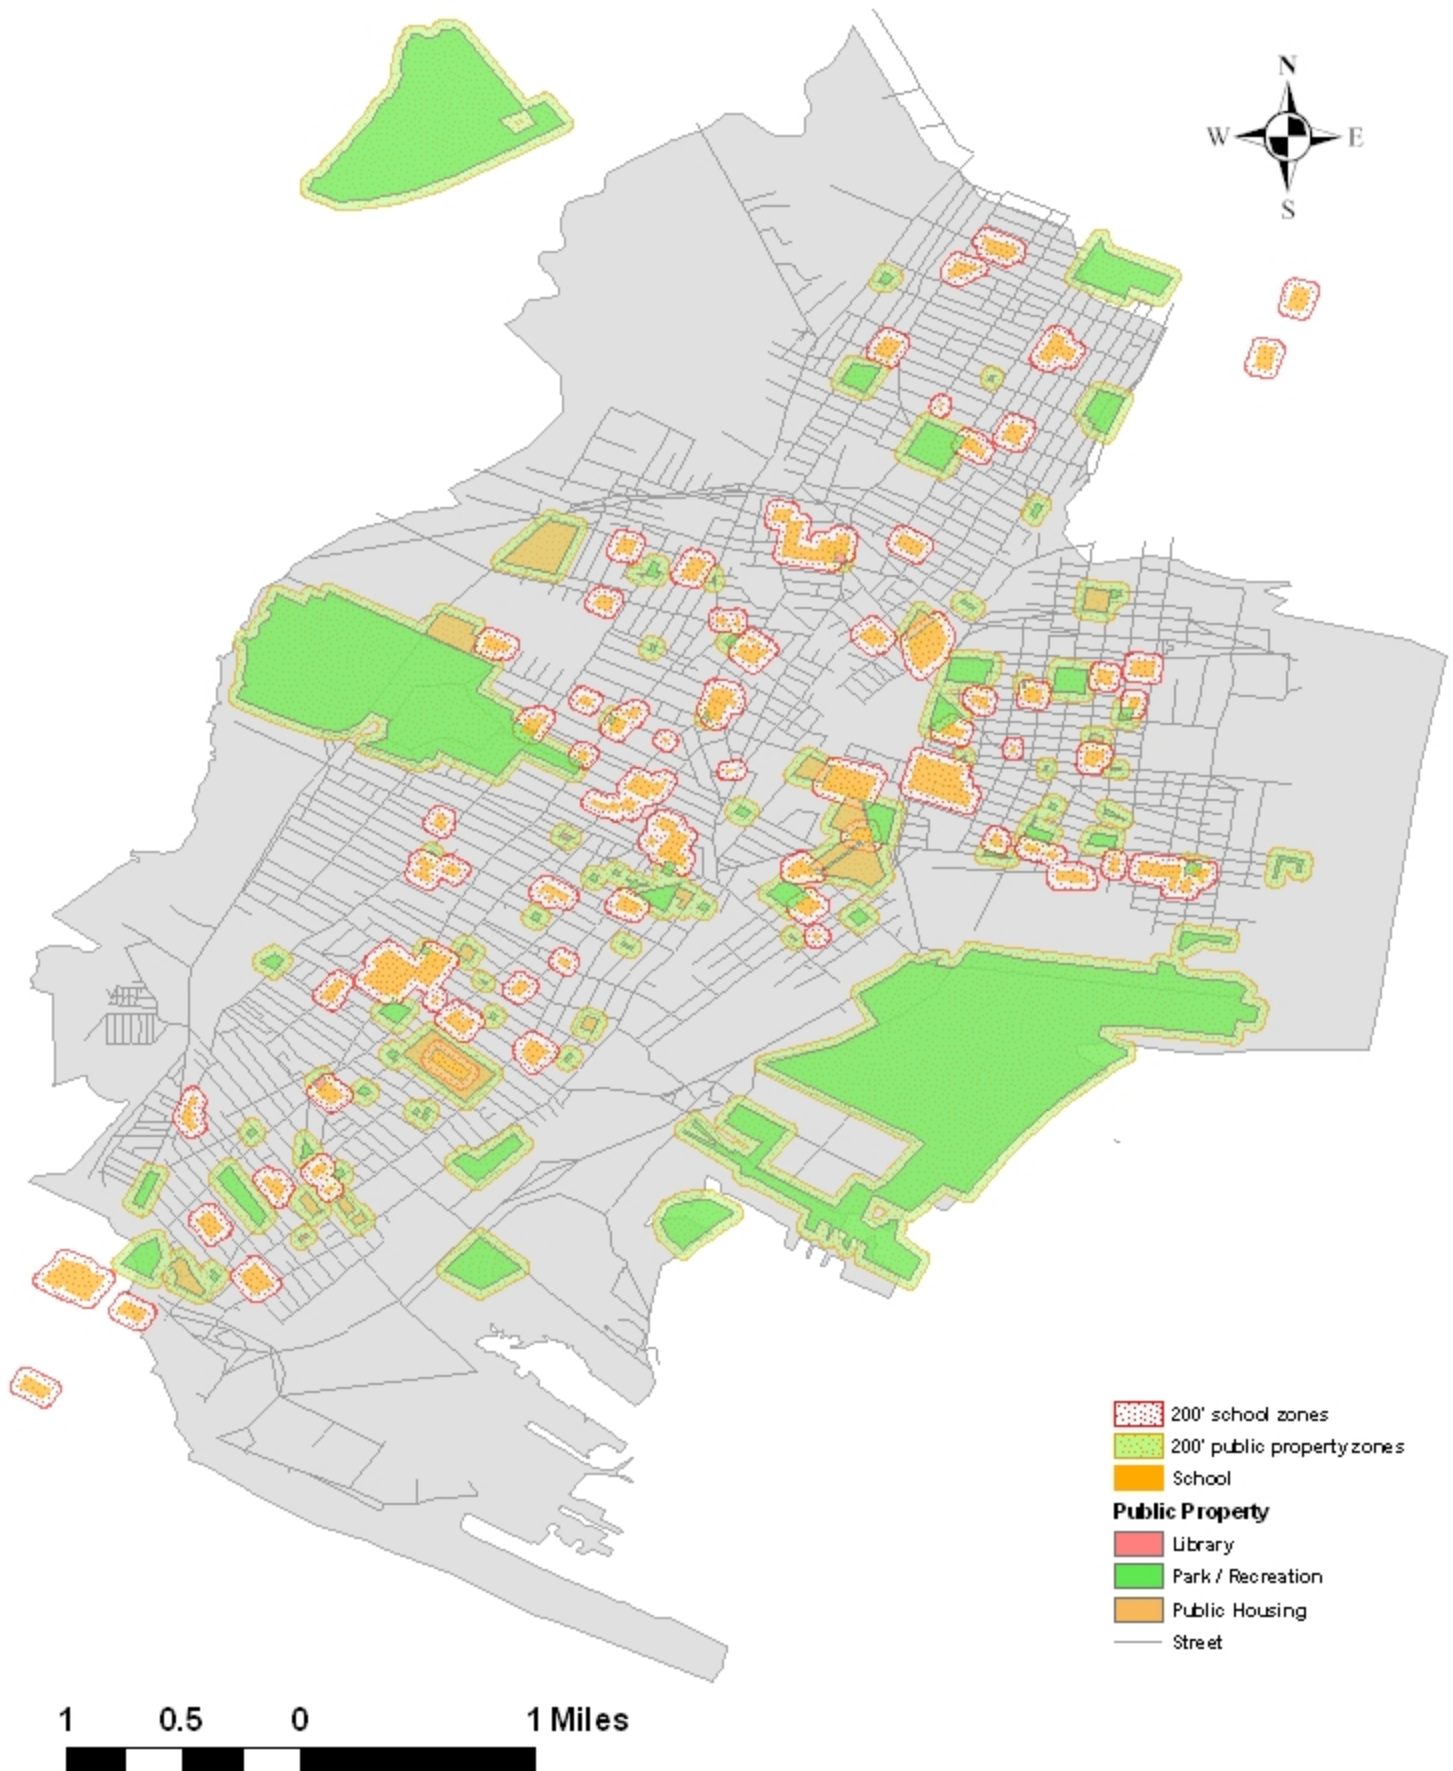 N
W E
S
200' school zones
200' public property zones
School
Public Property
Library
Park / Recreation
Public Housing
Street
1 0.5 0 1 Miles